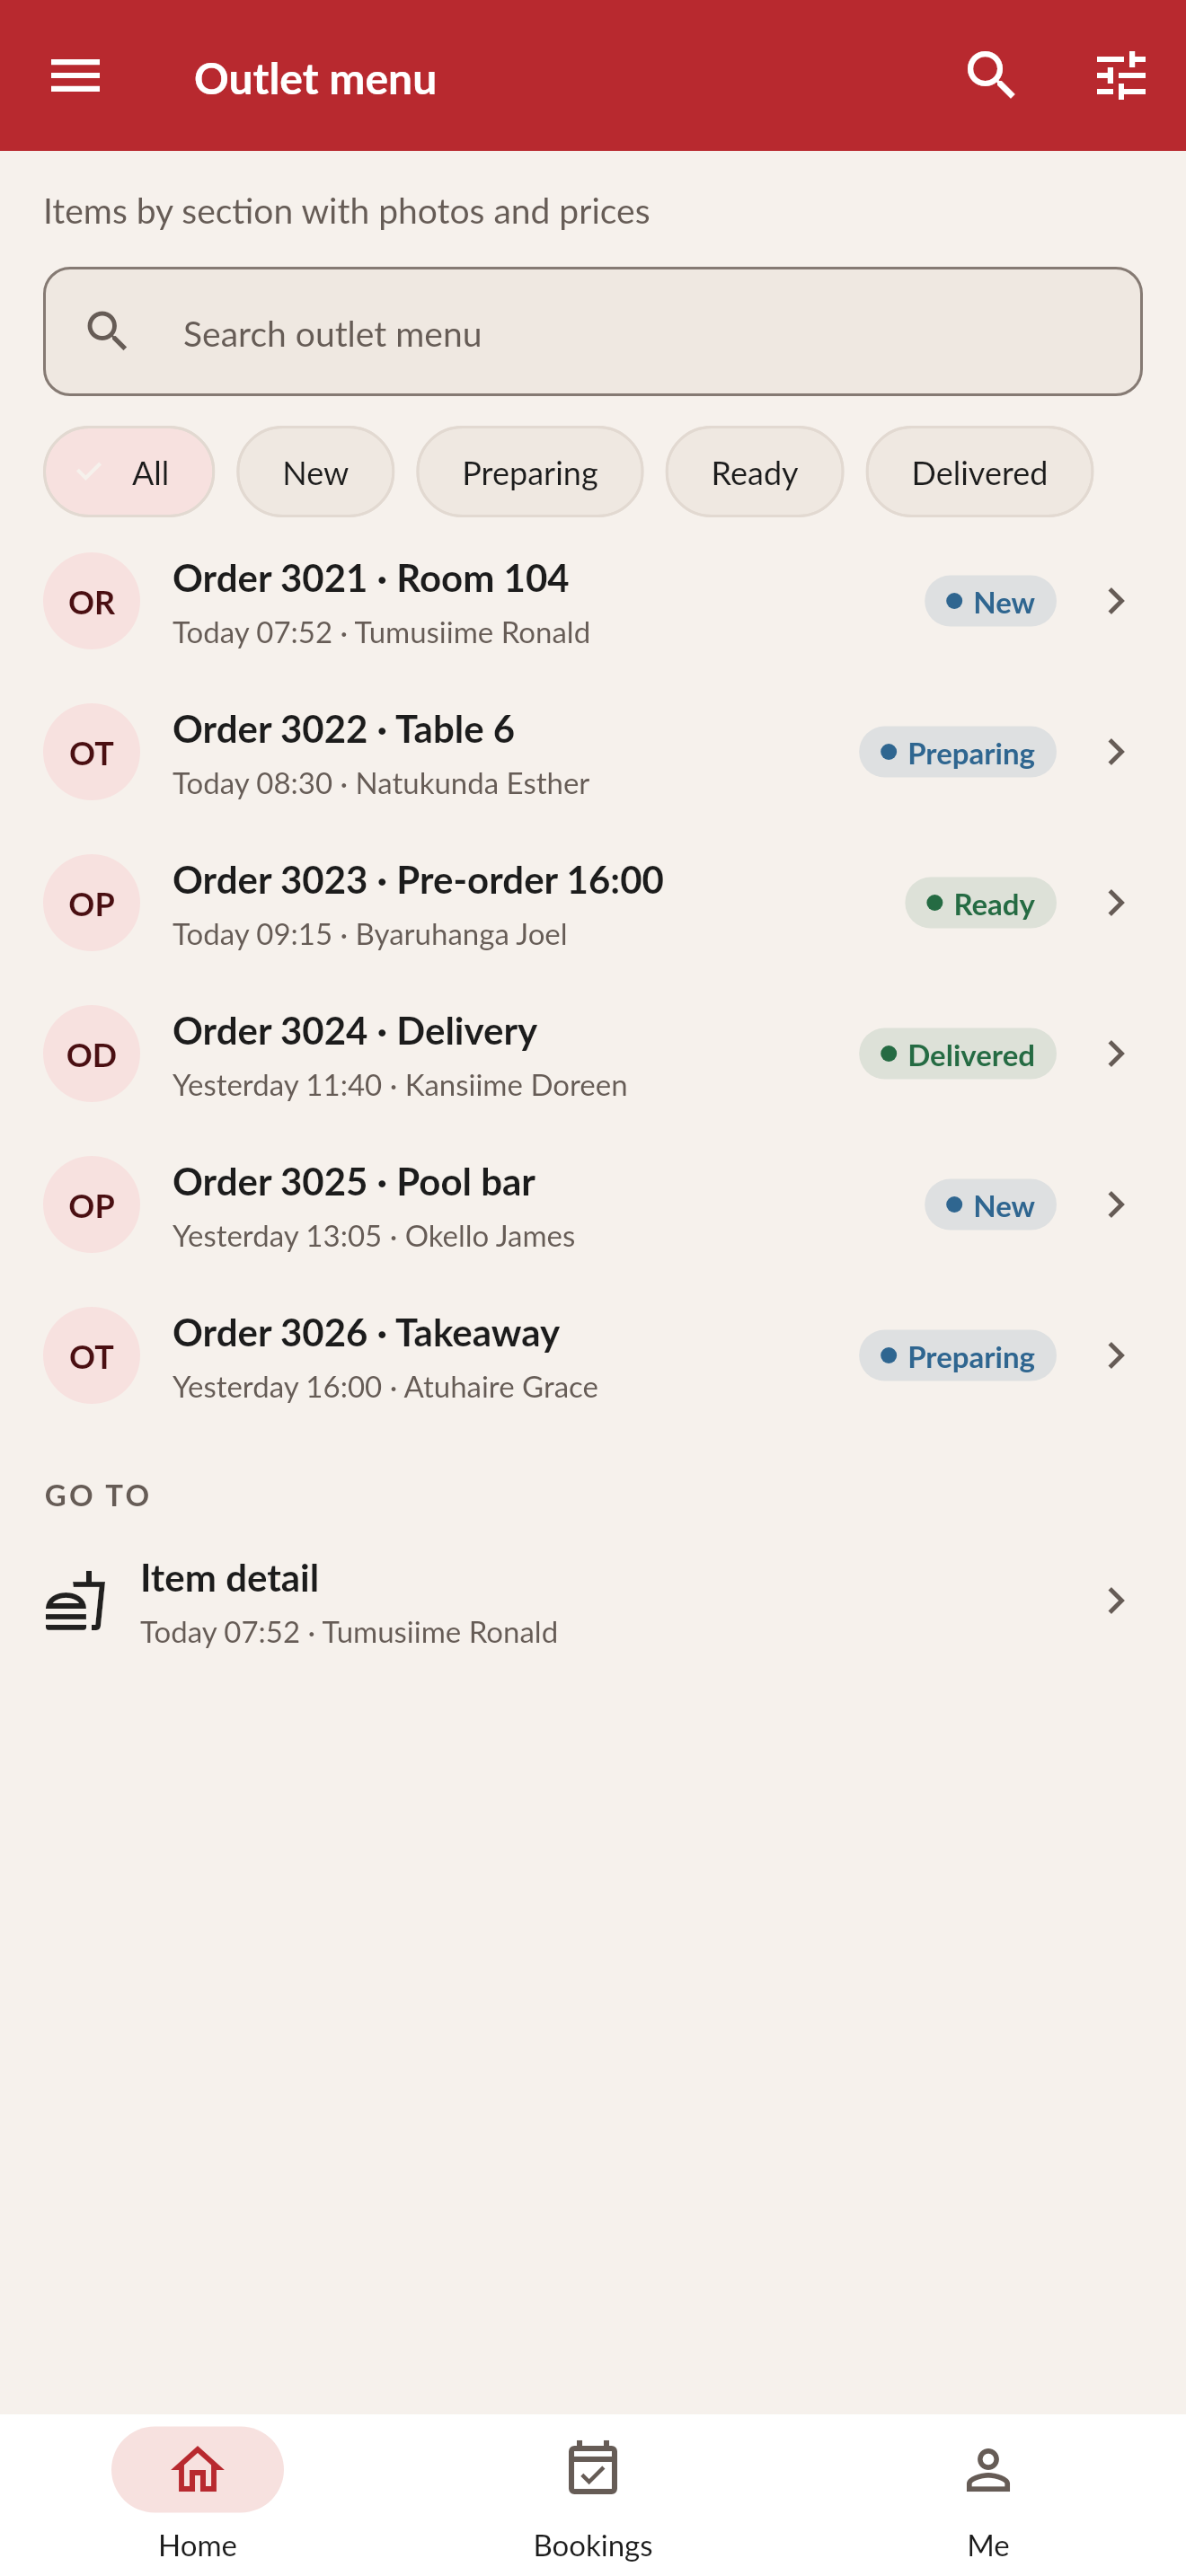 Outlet menu
Items by section with photos and prices
Search outlet menu
All New Preparing Ready Delivered
OR Order 3021 · Room 104 New
Today 07:52 · Tumusiime Ronald
OT Order 3022 · Table 6 Preparing
Today 08:30 · Natukunda Esther
OP Order 3023 · Pre-order 16:00 Ready
Today 09:15 · Byaruhanga Joel
OD Order 3024 · Delivery Delivered
Yesterday 11:40 · Kansiime Doreen
OP Order 3025 · Pool bar New
Yesterday 13:05 · Okello James
OT Order 3026 · Takeaway Preparing
Yesterday 16:00 · Atuhaire Grace
GO TO
Item detail
Today 07:52 · Tumusiime Ronald
Home Bookings Me